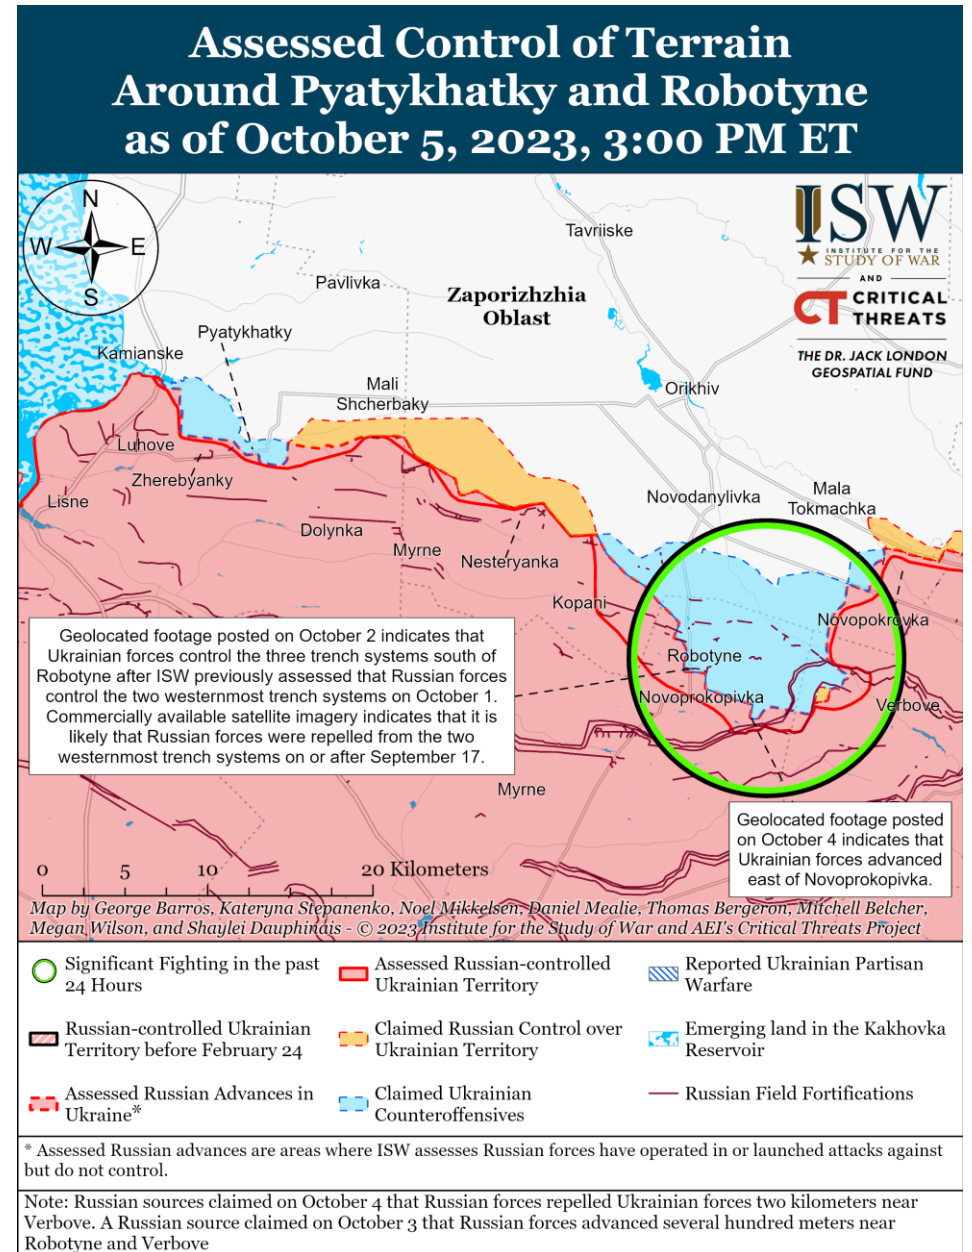 Assessed Control of Terrain
Around Pyatykhatky and Robotyne
as of October 5, 2023, 3:00 PM ET
N
W
E
S
ISW
INSTITUTE FOR THE
STUDY OF WAR
AND
CT CRITICAL
THREATS
THE DR. JACK LONDON
GEOSPATIAL FUND
Tavriiske
Pavlivka
Zaporizhzhia
Oblast
Pyatykhatky
Kamianske
Mali
Shcherbaky
Orikhiv
Luhove
Zherebyanky
Lisne
Novodanylivka
Mala
Tokmachka
Dolynka
Myrne
Nesteryanka
Kopani
Novopokrovka
Robotyne
Novoprokopivka
Verbove
Geolocated footage posted on October 2 indicates that
Ukrainian forces control the three trench systems south of
Robotyne after ISW previously assessed that Russian forces
control the two westernmost trench systems on October 1.
Commercially available satellite imagery indicates that it is
likely that Russian forces were repelled from the two
westernmost trench systems on or after September 17.
Myrne
Geolocated footage posted
on October 4 indicates that
Ukrainian forces advanced
east of Novoprokopivka.
0 5 10 20 Kilometers
Map by George Barros, Kateryna Stepanenko, Noel Mikkelsen, Daniel Mealie, Thomas Bergeron, Mitchell Belcher,
Megan Wilson, and Shaylei Dauphinais - © 2023 Institute for the Study of War and AEI's Critical Threats Project
Significant Fighting in the past
24 Hours
Assessed Russian-controlled
Ukrainian Territory
Reported Ukrainian Partisan
Warfare
Russian-controlled Ukrainian
Territory before February 24
Claimed Russian Control over
Ukrainian Territory
Emerging land in the Kakhovka
Reservoir
Assessed Russian Advances in
Ukraine*
Claimed Ukrainian
Counteroffensives
Russian Field Fortifications
* Assessed Russian advances are areas where ISW assesses Russian forces have operated in or launched attacks against
but do not control.
Note: Russian sources claimed on October 4 that Russian forces repelled Ukrainian forces two kilometers near
Verbove. A Russian source claimed on October 3 that Russian forces advanced several hundred meters near
Robotyne and Verbove